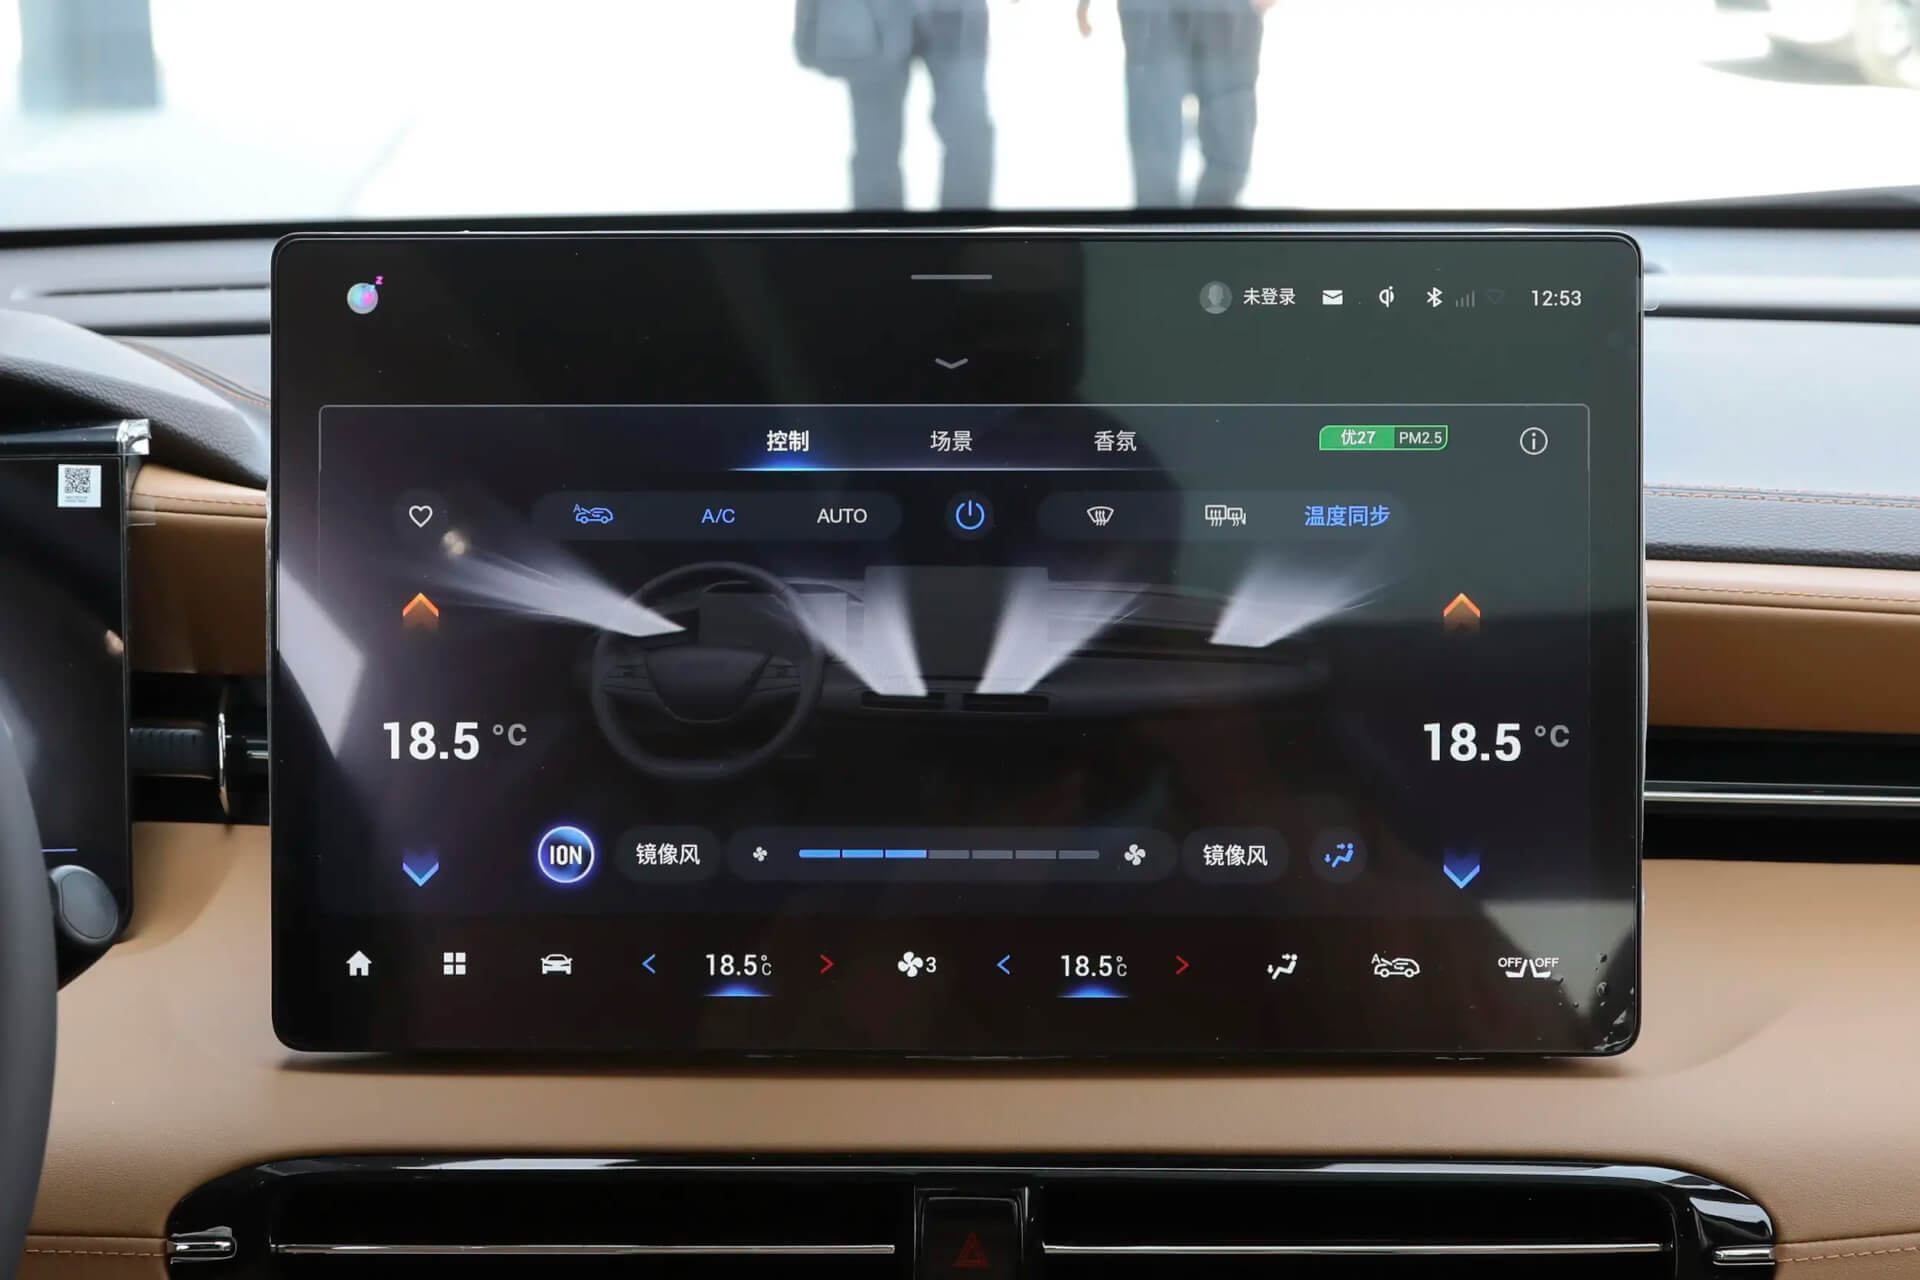 z
未登录 12:53
控制 场景 香氛 优27 PM2.5
A A/C AUTO 温度同步
18.5 °C 18.5 °C
ION 镜像风 镜像风
18.5°C 3 18.5°C A OFF OFF